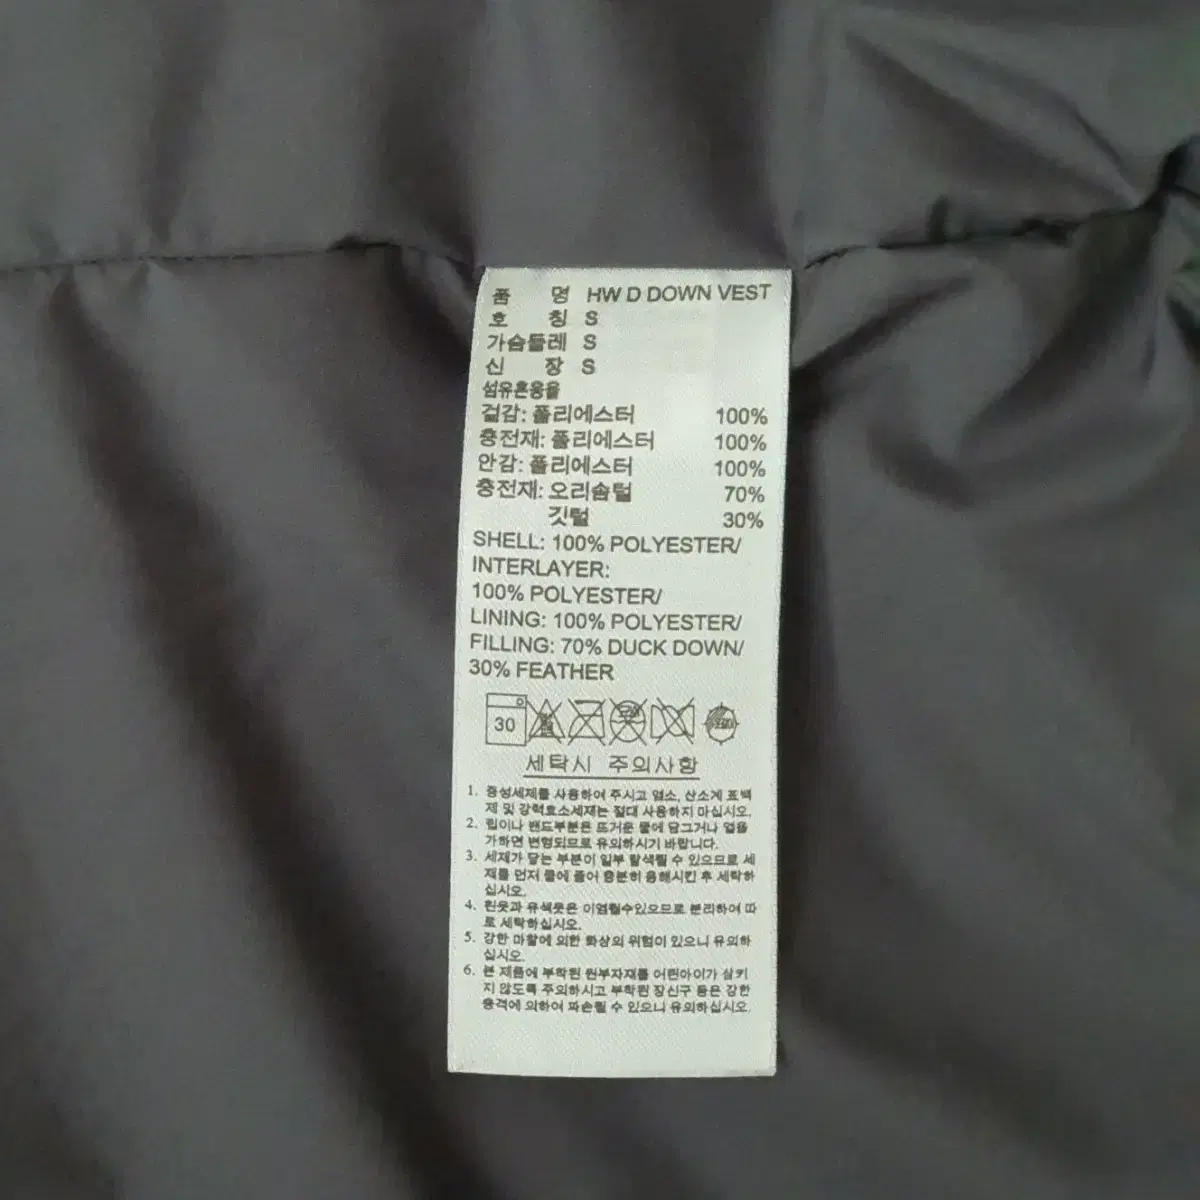 품 명 HW D DOWN VEST
호 칭 S
가슴둘레 S
신 장 S
섬유혼용율
겉감: 폴리에스터 100%
충전재: 폴리에스터 100%
안감: 폴리에스터 100%
충전재: 오리솜털 70%
깃털 30%
SHELL: 100% POLYESTER/
INTERLAYER:
100% POLYESTER/
LINING: 100% POLYESTER/
FILLING: 70% DUCK DOWN/
30% FEATHER
30
세탁시 주의사항
1. 중성세제를 사용하여 주시고 염소, 산소계 표백
제 및 강력효소세재는 절대 사용하지 마십시오.
2. 립이나 밴드부분은 뜨거운 물에 담그거나 열을
가하면 변형되므로 유의하시기 바랍니다.
3. 세재가 닿는 부분이 일부 탈색될 수 있으므로 세
재를 먼저 물에 풀어 충분히 용해시킨 후 세탁하
십시오.
4. 흰옷과 유색옷은 이염될수있으므로 분리하여 따
로 세탁하십시오.
5. 강한 마찰에 의한 화상의 위험이 있으니 유의하
십시오.
6. 본 제품에 부착된 원부자재를 어린아이가 삼키
지 않도록 주의하시고 부착된 장신구 등은 강한
충격에 의하여 파손될 수 있으니 유의하십시오.